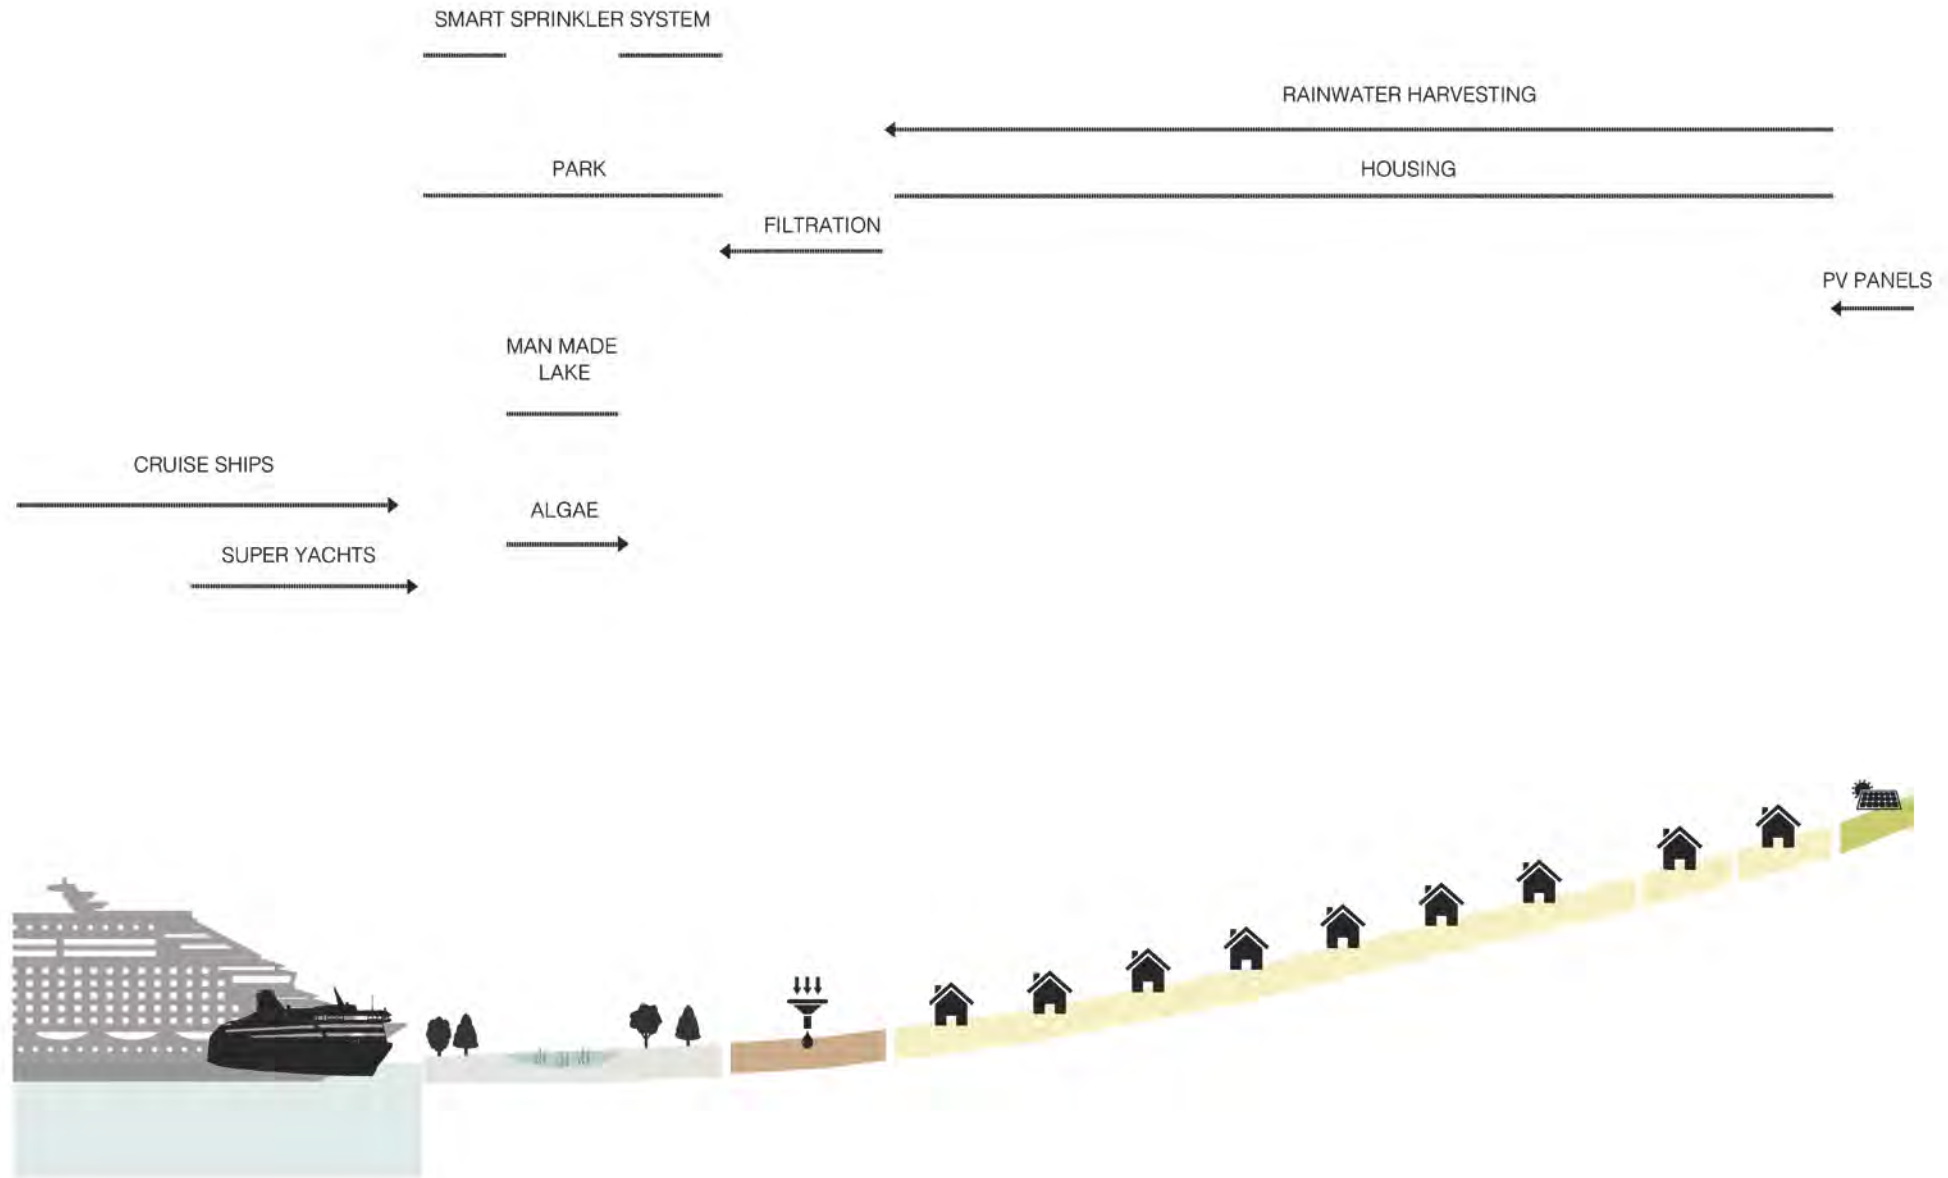 SMART SPRINKLER SYSTEM
RAINWATER HARVESTING
PARK
HOUSING
FILTRATION
PV PANELS
MAN MADE
LAKE
CRUISE SHIPS
ALGAE
SUPER YACHTS